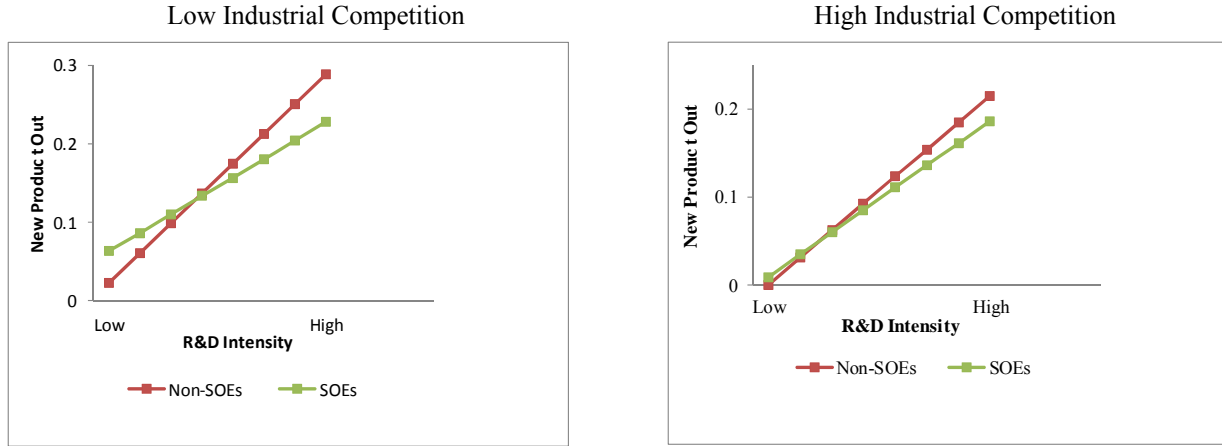 Low Industrial Competition
0.3
0.2
0.1
0
New Product Out
Low
High
R&D Intensity
Non-SOEs
SOEs
High Industrial Competition
0.2
0.1
0
New Produc t Out
Low
High
R&D Intensity
Non-SOEs
SOEs